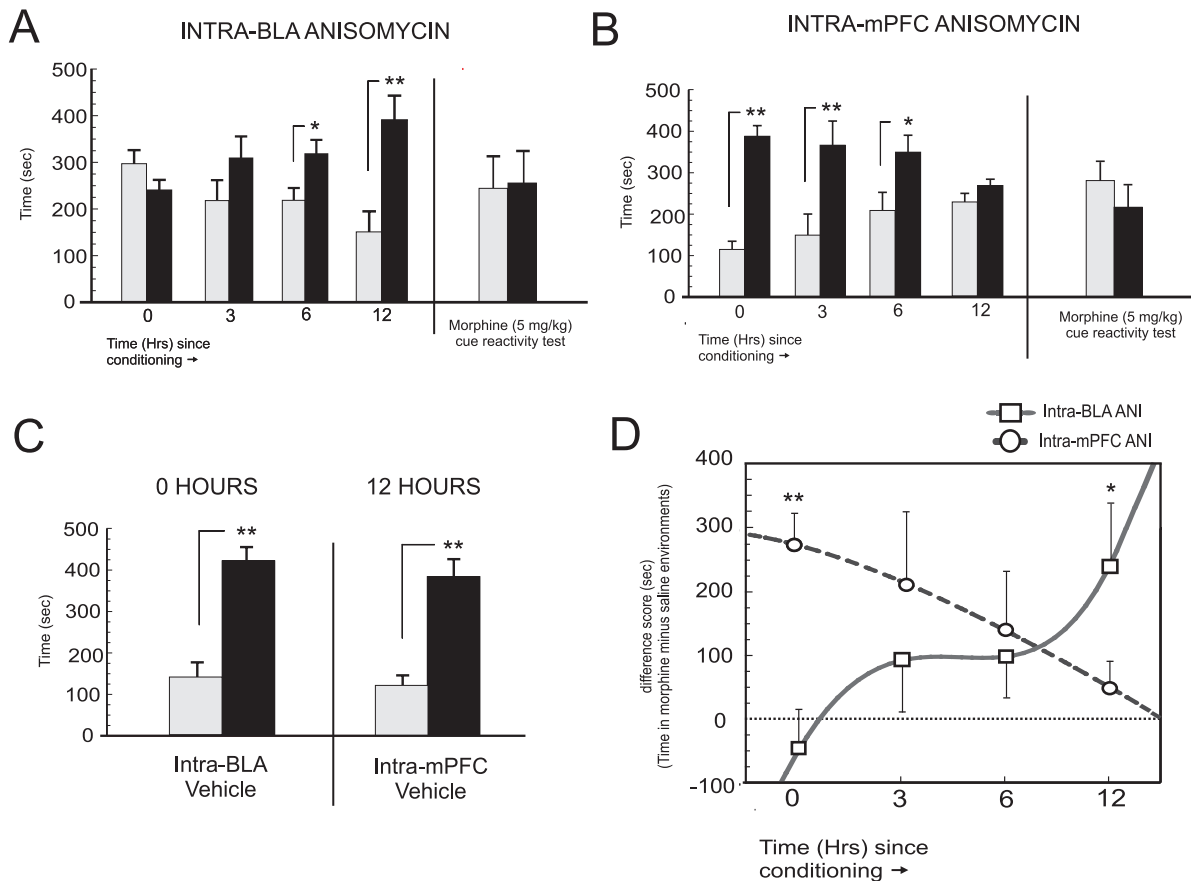 A
INTRA-BLA ANISOMYCIN
500
400
300
200
100
0
Time (sec)
*
**
0 3 6 12
Time (Hrs) since
conditioning →
Morphine (5 mg/kg)
cue reactivity test
B
INTRA-mPFC ANISOMYCIN
500
400
300
200
100
0
Time (sec)
**
**
*
0 3 6 12
Time (Hrs) since
conditioning →
Morphine (5 mg/kg)
cue reactivity test
C
0 HOURS
12 HOURS
500
400
300
200
100
0
Time (sec)
**
**
Intra-BLA
Vehicle
Intra-mPFC
Vehicle
D
Intra-BLA ANI
Intra-mPFC ANI
400
300
200
100
0
-100
difference score (sec)
(Time in morphine minus saline environments)
**
*
0 3 6 12
Time (Hrs) since
conditioning →